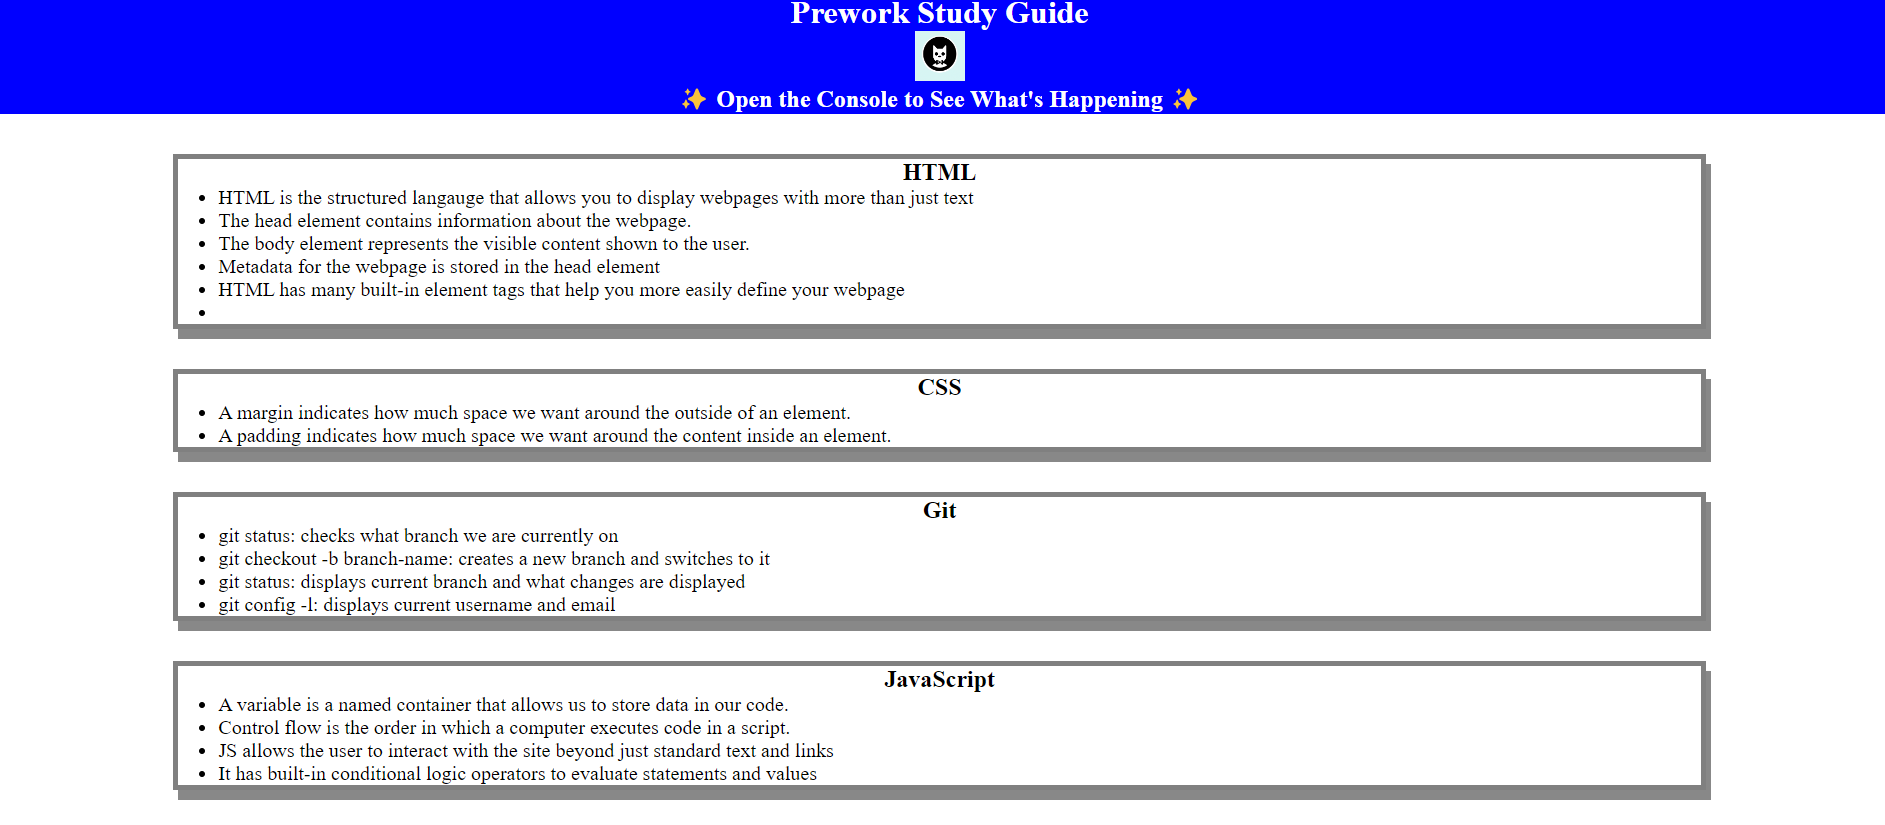 Prework Study Guide
✨ Open the Console to See What's Happening ✨
HTML
• HTML is the structured langauge that allows you to display webpages with more than just text
• The head element contains information about the webpage.
• The body element represents the visible content shown to the user.
• Metadata for the webpage is stored in the head element
• HTML has many built-in element tags that help you more easily define your webpage
•
CSS
• A margin indicates how much space we want around the outside of an element.
• A padding indicates how much space we want around the content inside an element.
Git
• git status: checks what branch we are currently on
• git checkout -b branch-name: creates a new branch and switches to it
• git status: displays current branch and what changes are displayed
• git config -l: displays current username and email
JavaScript
• A variable is a named container that allows us to store data in our code.
• Control flow is the order in which a computer executes code in a script.
• JS allows the user to interact with the site beyond just standard text and links
• It has built-in conditional logic operators to evaluate statements and values